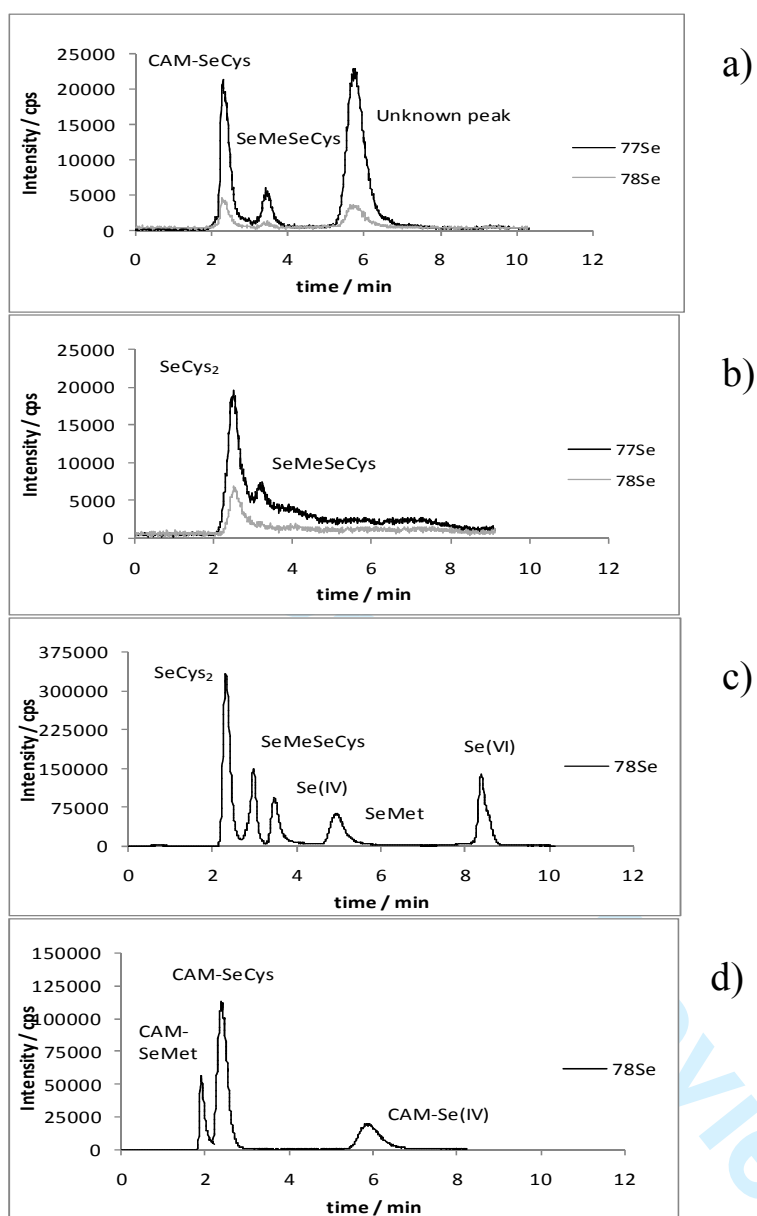 a)
25000
20000
15000
10000
5000
0
Intensity / cps
CAM-SeCys
SeMeSeCys
Unknown peak
77Se
78Se
0 2 4 6 8 10 12
time / min
b)
25000
20000
15000
10000
5000
0
Intensity / cps
SeCys2
SeMeSeCys
77Se
78Se
0 2 4 6 8 10 12
time / min
c)
375000
300000
225000
150000
75000
0
Intensity / cps
SeCys2
SeMeSeCys
Se(IV)
SeMet
Se(VI)
78Se
0 2 4 6 8 10 12
time / min
d)
150000
125000
100000
75000
50000
25000
0
Intensity / cps
CAM-SeCys
CAM-
SeMet
CAM-Se(IV)
78Se
0 2 4 6 8 10 12
time / min